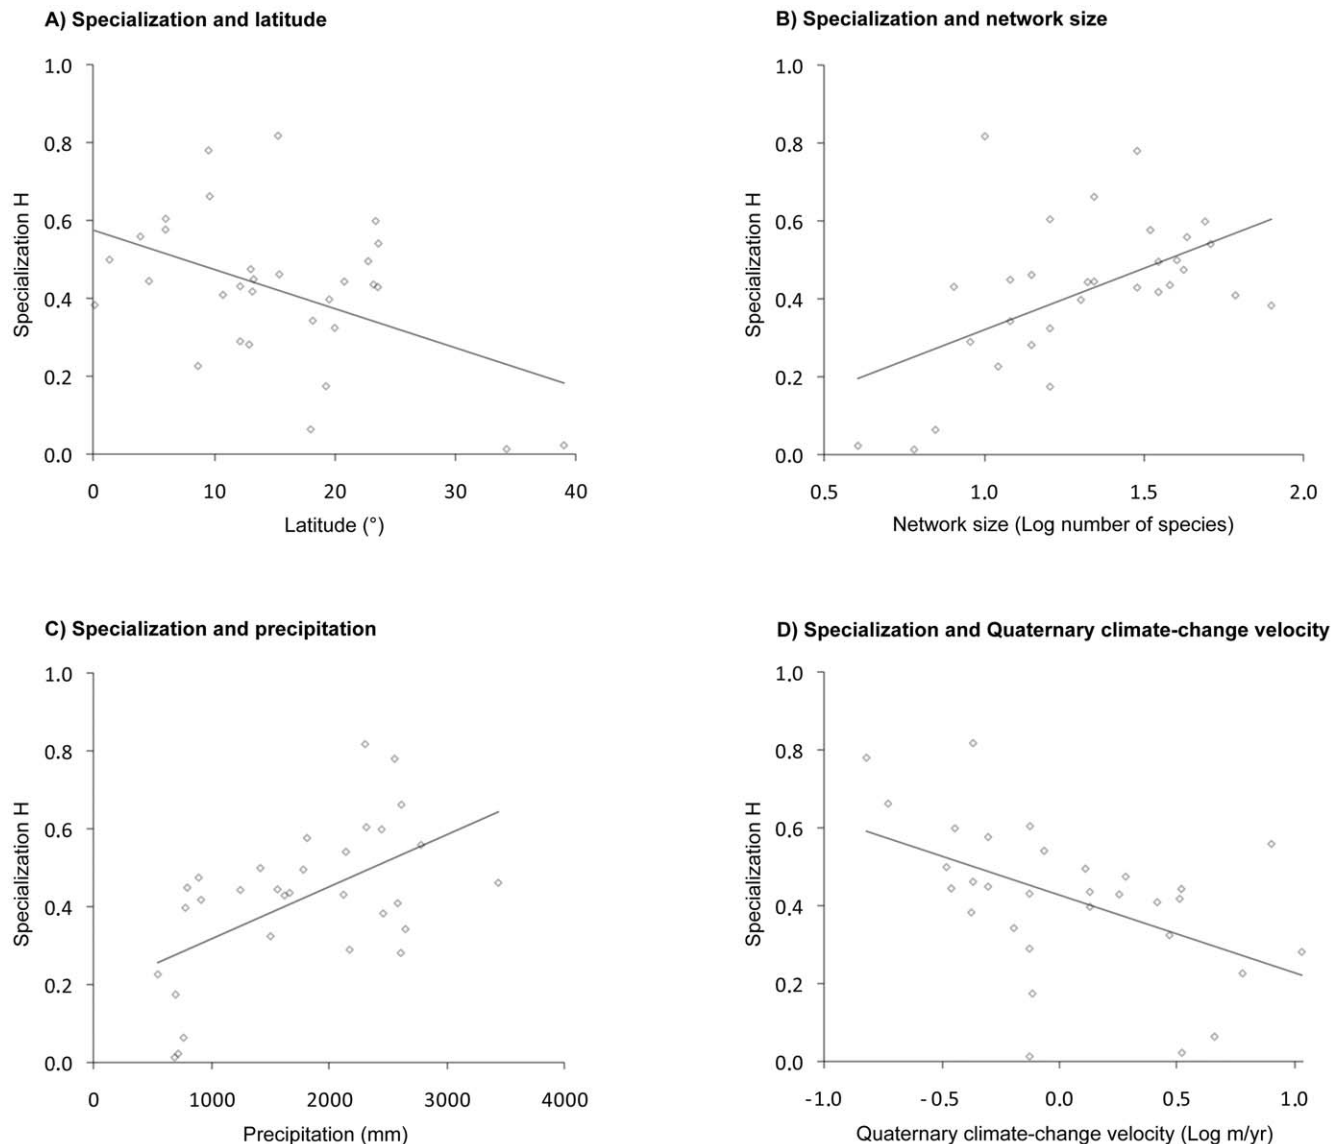 A) Specialization and latitude
1.0
0.8
0.6
0.4
0.2
0.0
Specialization H
0 10 20 30 40
Latitude (°)
B) Specialization and network size
1.0
0.8
0.6
0.4
0.2
0.0
Specialization H
0.5 1.0 1.5 2.0
Network size (Log number of species)
C) Specialization and precipitation
1.0
0.8
0.6
0.4
0.2
0.0
Specialization H
0 1000 2000 3000 4000
Precipitation (mm)
D) Specialization and Quaternary climate-change velocity
1.0
0.8
0.6
0.4
0.2
0.0
Specialization H
-1.0 -0.5 0.0 0.5 1.0
Quaternary climate-change velocity (Log m/yr)